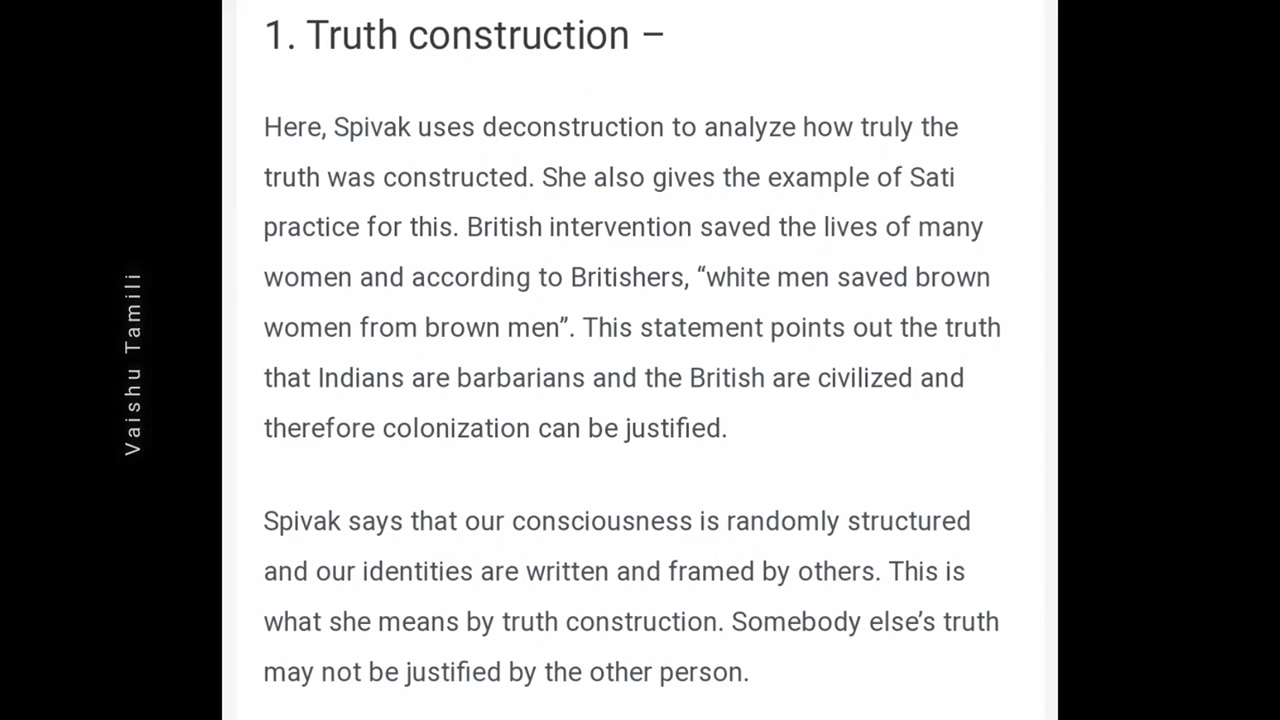 1. Truth construction –
Here, Spivak uses deconstruction to analyze how truly the
truth was constructed. She also gives the example of Sati
practice for this. British intervention saved the lives of many
women and according to Britishers, “white men saved brown
women from brown men”. This statement points out the truth
that Indians are barbarians and the British are civilized and
therefore colonization can be justified.
Spivak says that our consciousness is randomly structured
and our identities are written and framed by others. This is
what she means by truth construction. Somebody else’s truth
may not be justified by the other person.
Vaishu Tamili